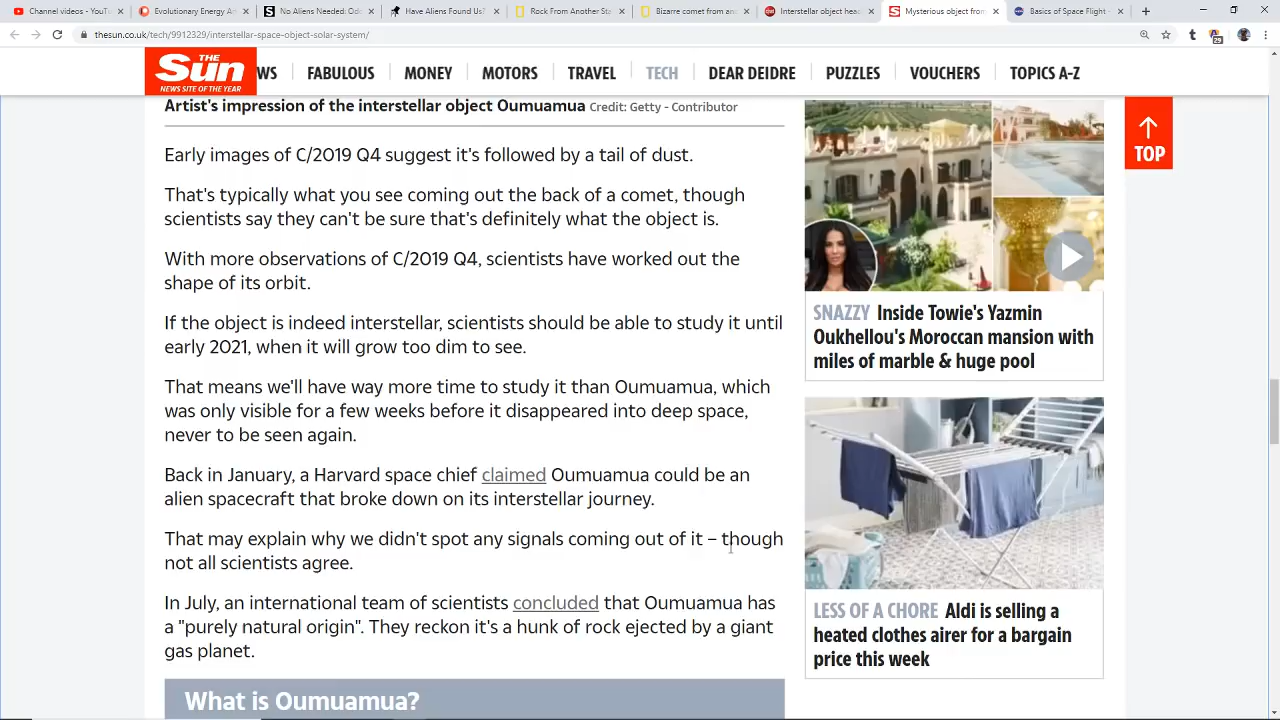 Channel videos - YouTu
Evolutionary Energy Ar
No Aliens Needed: Odd
Have Aliens Found Us?
Rock From Another Sta
Bizarre comet from ano
Interstellar object head
Mysterious object from
Basics of Space Flight -
thesun.co.uk/tech/9912329/interstellar-space-object-solar-system/
THE
Sun
NEWS SITE OF THE YEAR
WS
FABULOUS
MONEY
MOTORS
TRAVEL
TECH
DEAR DEIDRE
PUZZLES
VOUCHERS
TOPICS A-Z
Artist's impression of the interstellar object Oumuamua Credit: Getty - Contributor
Early images of C/2019 Q4 suggest it's followed by a tail of dust.
That's typically what you see coming out the back of a comet, though
scientists say they can't be sure that's definitely what the object is.
With more observations of C/2019 Q4, scientists have worked out the
shape of its orbit.
If the object is indeed interstellar, scientists should be able to study it until
early 2021, when it will grow too dim to see.
That means we'll have way more time to study it than Oumuamua, which
was only visible for a few weeks before it disappeared into deep space,
never to be seen again.
Back in January, a Harvard space chief claimed Oumuamua could be an
alien spacecraft that broke down on its interstellar journey.
That may explain why we didn't spot any signals coming out of it – though
not all scientists agree.
In July, an international team of scientists concluded that Oumuamua has
a "purely natural origin". They reckon it's a hunk of rock ejected by a giant
gas planet.
What is Oumuamua?
SNAZZY Inside Towie's Yazmin
Oukhellou's Moroccan mansion with
miles of marble & huge pool
LESS OF A CHORE Aldi is selling a
heated clothes airer for a bargain
price this week
TOP